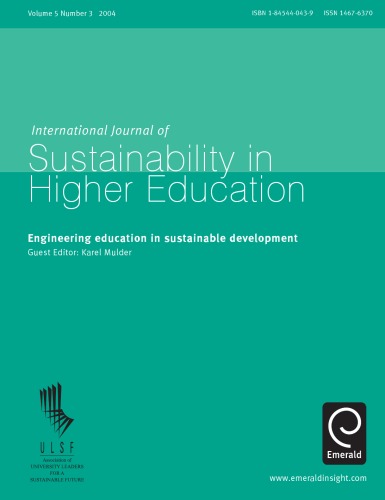 Volume 5 Number 3 2004
ISBN 1-84544-043-9 ISSN 1467-6370
International Journal of
Sustainability in
Higher Education
Engineering education in sustainable development
Guest Editor: Karel Mulder
ULSF
Association of
UNIVERSITY LEADERS
FOR A
SUSTAINABLE FUTURE
Emerald
www.emeraldinsight.com